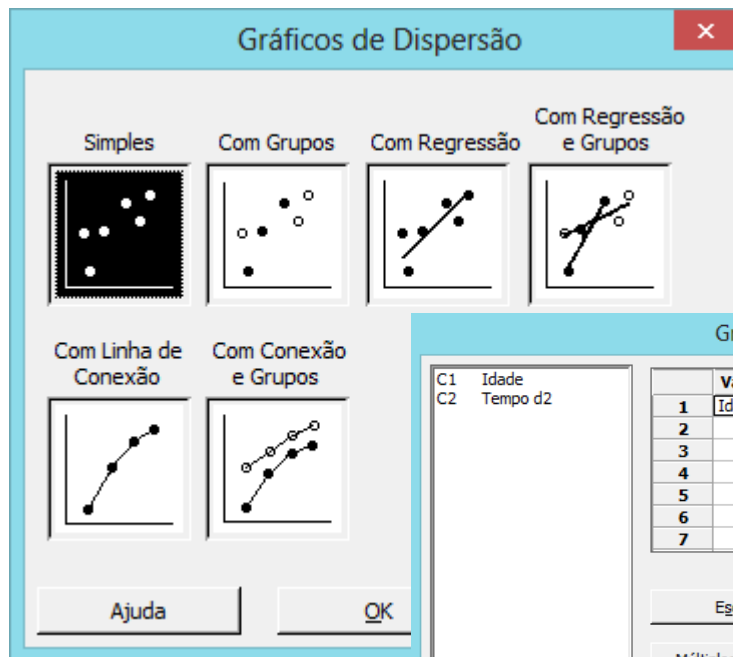 Gráficos de Dispersão
Simples
Com Grupos
Com Regressão
Com Regressão
e Grupos
Com Linha de
Conexão
Com Conexão
e Grupos
Ajuda
OK
C1 Idade
C2 Tempo d2
1
2
3
4
5
6
7